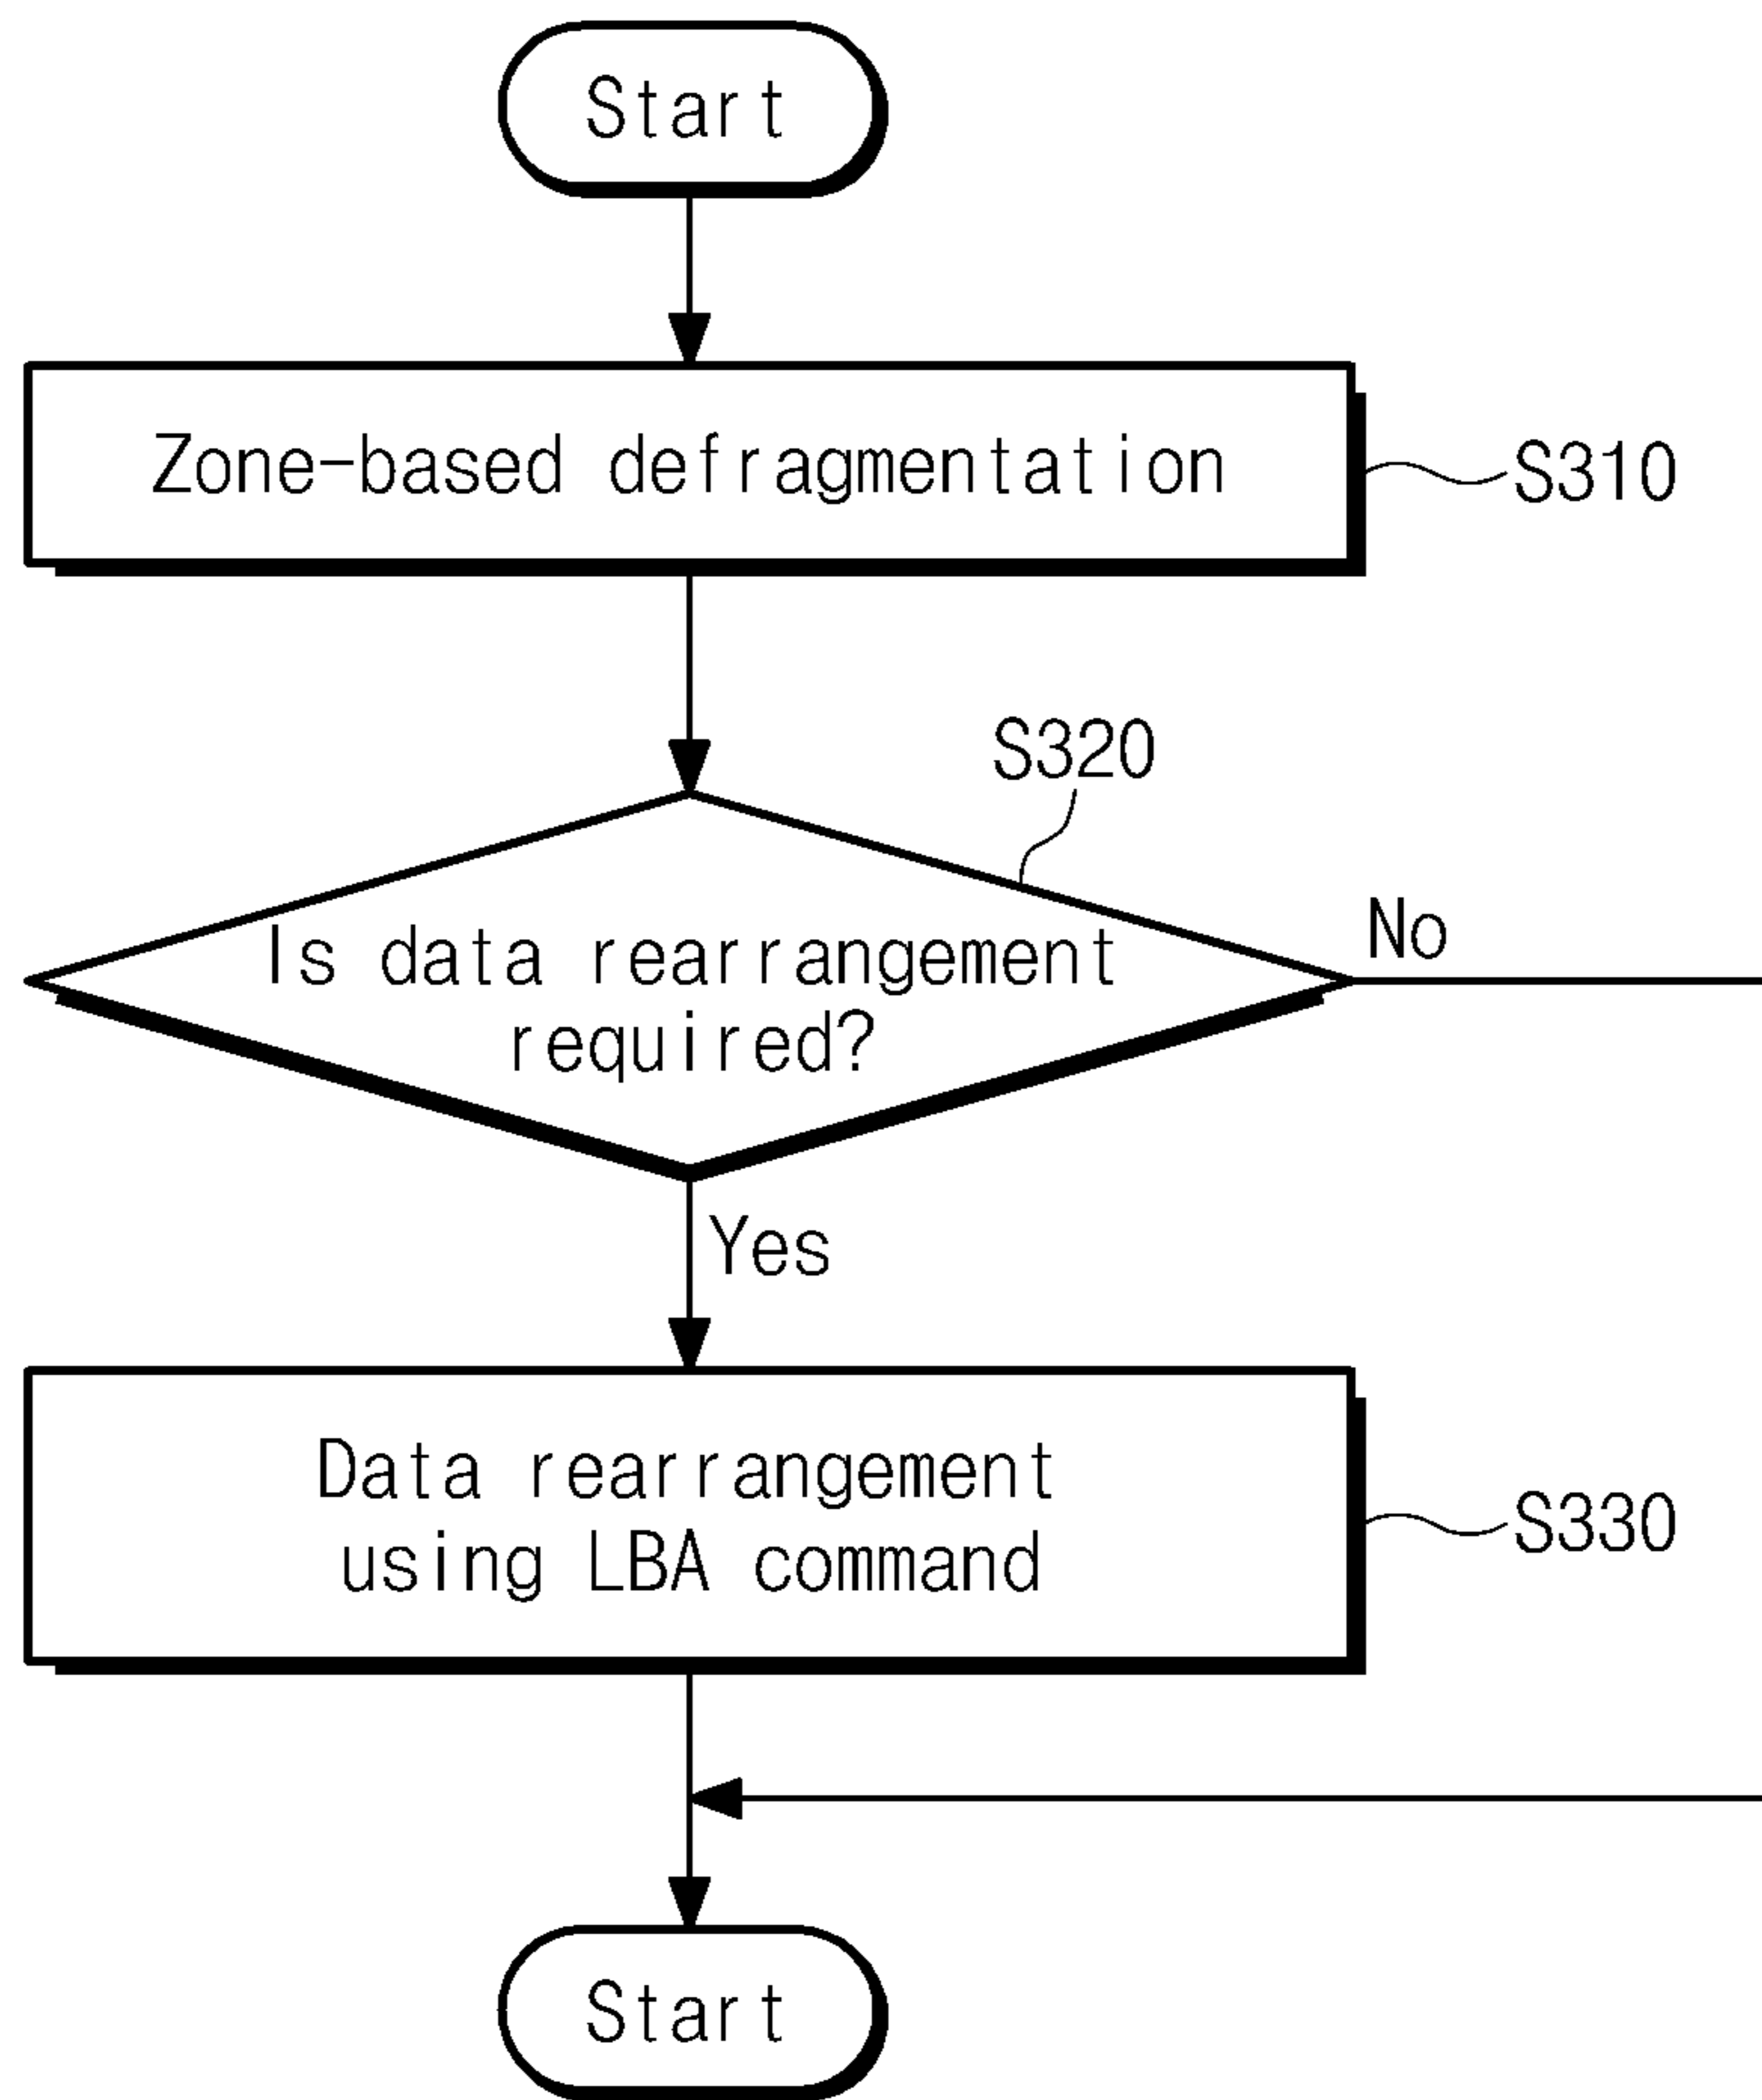 Start
Zone-based defragmentation
S310
S320
Is data rearrangement
required?
No
Yes
Data rearrangement
using LBA command
S330
Start